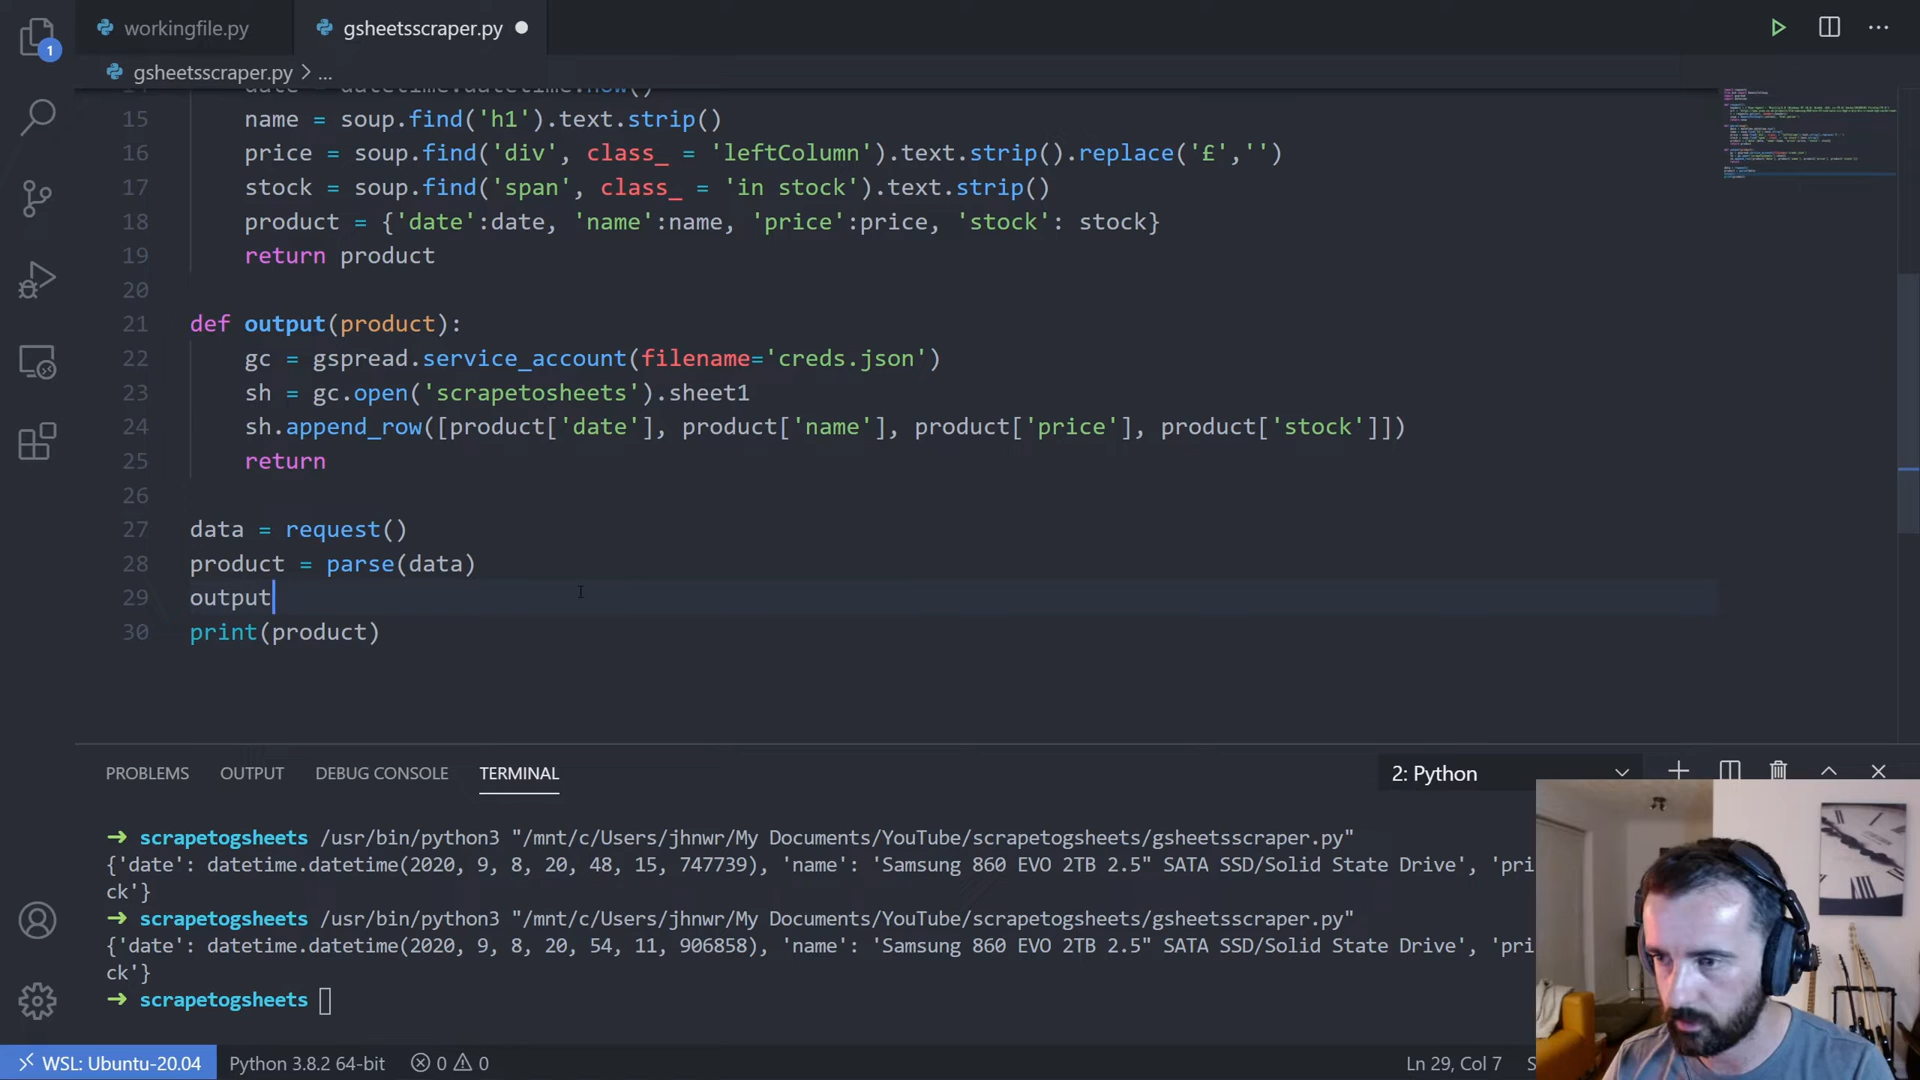 workingfile.py
gsheetsscraper.py
gsheetsscraper.py > ...
1
15 name = soup.find('h1').text.strip()
16 price = soup.find('div', class_ = 'leftColumn').text.strip().replace('£','')
17 stock = soup.find('span', class_ = 'in stock').text.strip()
18 product = {'date':date, 'name':name, 'price':price, 'stock': stock}
19 return product
20
21 def output(product):
22 gc = gspread.service_account(filename='creds.json')
23 sh = gc.open('scrapetosheets').sheet1
24 sh.append_row([product['date'], product['name'], product['price'], product['stock']])
25 return
26
27 data = request()
28 product = parse(data)
29 output
30 print(product)
PROBLEMS OUTPUT DEBUG CONSOLE TERMINAL
2: Python
➜ scrapetogsheets /usr/bin/python3 "/mnt/c/Users/jhnwr/My Documents/YouTube/scrapetogsheets/gsheetsscraper.py"
{'date': datetime.datetime(2020, 9, 8, 20, 48, 15, 747739), 'name': 'Samsung 860 EVO 2TB 2.5" SATA SSD/Solid State Drive', 'pri
ck'}
➜ scrapetogsheets /usr/bin/python3 "/mnt/c/Users/jhnwr/My Documents/YouTube/scrapetogsheets/gsheetsscraper.py"
{'date': datetime.datetime(2020, 9, 8, 20, 54, 11, 906858), 'name': 'Samsung 860 EVO 2TB 2.5" SATA SSD/Solid State Drive', 'pri
ck'}
➜ scrapetogsheets
WSL: Ubuntu-20.04 Python 3.8.2 64-bit 0 0 Ln 29, Col 7